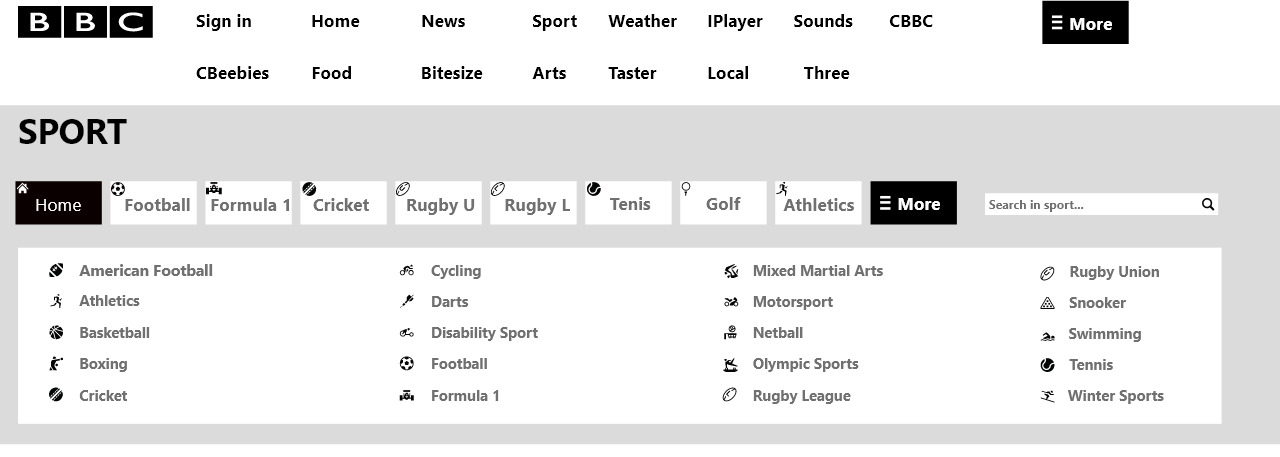 BBC Sign in Home News Sport Weather IPlayer Sounds CBBC More
CBeebies Food Bitesize Arts Taster Local Three
SPORT
Home Football Formula 1 Cricket Rugby U Rugby L Tenis Golf Athletics More Search in sport...
American Football Cycling Mixed Martial Arts Rugby Union
Athletics Darts Motorsport Snooker
Basketball Disability Sport Netball Swimming
Boxing Football Olympic Sports Tennis
Cricket Formula 1 Rugby League Winter Sports